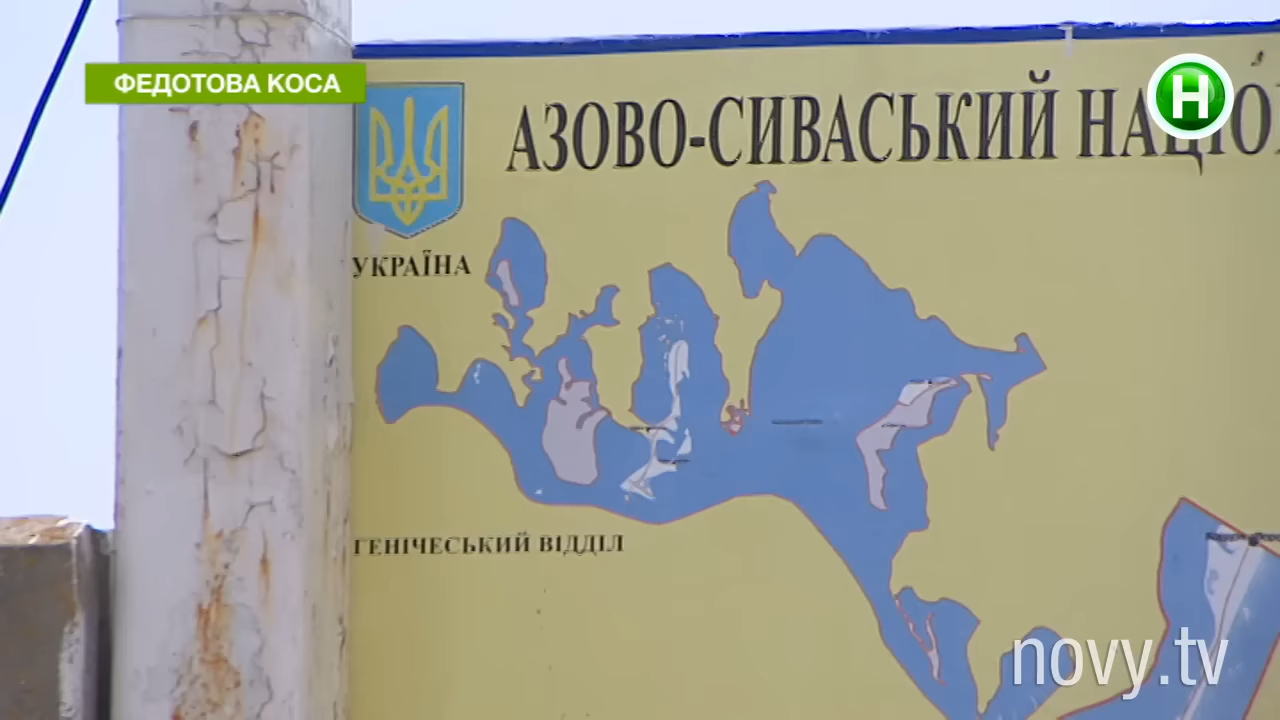 ФЕДОТОВА КОСА
Н
АЗОВО-СИВАСЬКИЙ НАЦІО
УКРАЇНА
ГЕНІЧЕСЬКИЙ ВІДДІЛ
novy.tv